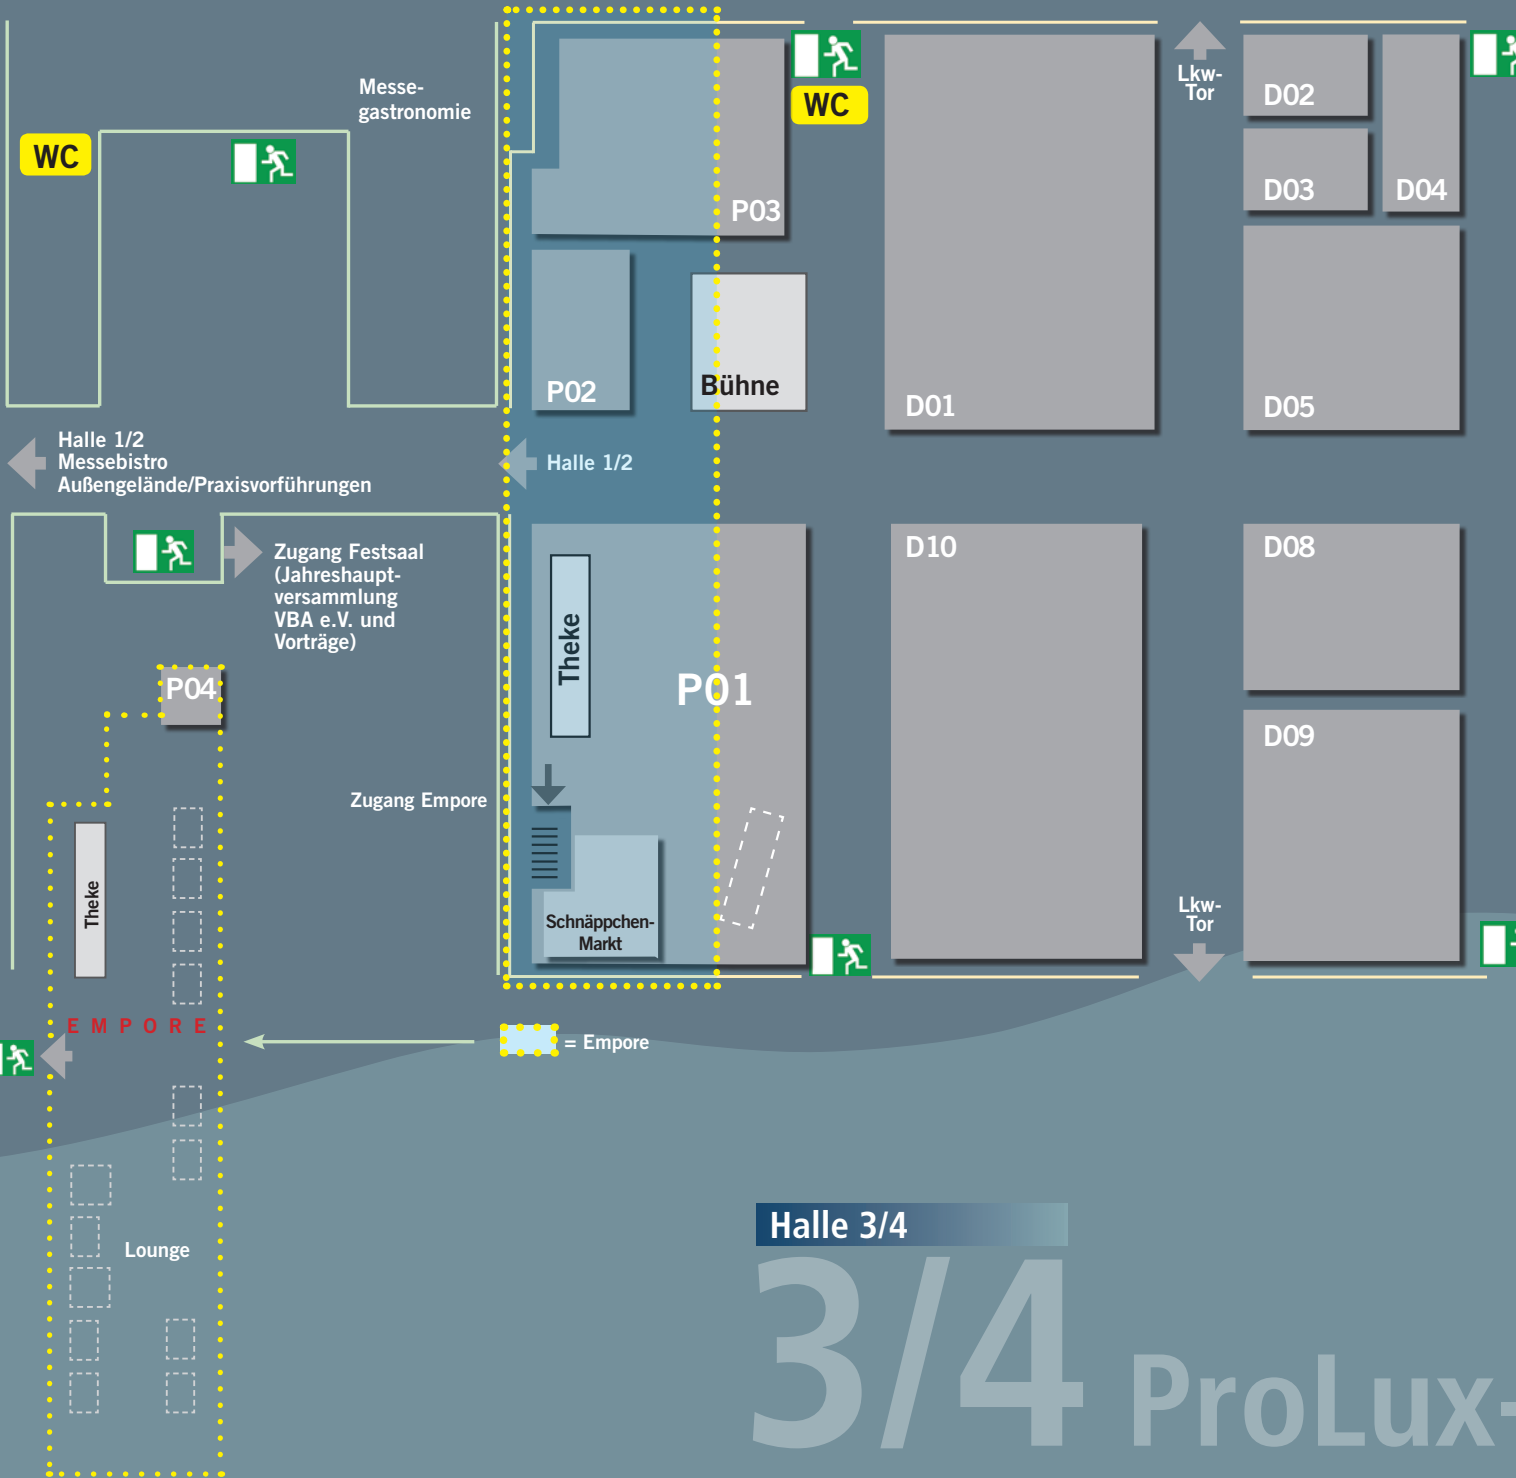 Messe-
gastronomie
WC
WC
Lkw-
Tor
D02
D03
D04
P03
P02
Bühne
D01
D05
Halle 1/2
Messebistro
Außengelände/Praxisvorführungen
Halle 1/2
Zugang Festsaal
(Jahreshaupt-
versammlung
VBA e.V. und
Vorträge)
Theke
P01
D10
D08
P04
D09
Zugang Empore
Theke
Schnäppchen-
Markt
Lkw-
Tor
EMPORE
= Empore
Lounge
Halle 3/4
3/4 ProLux-